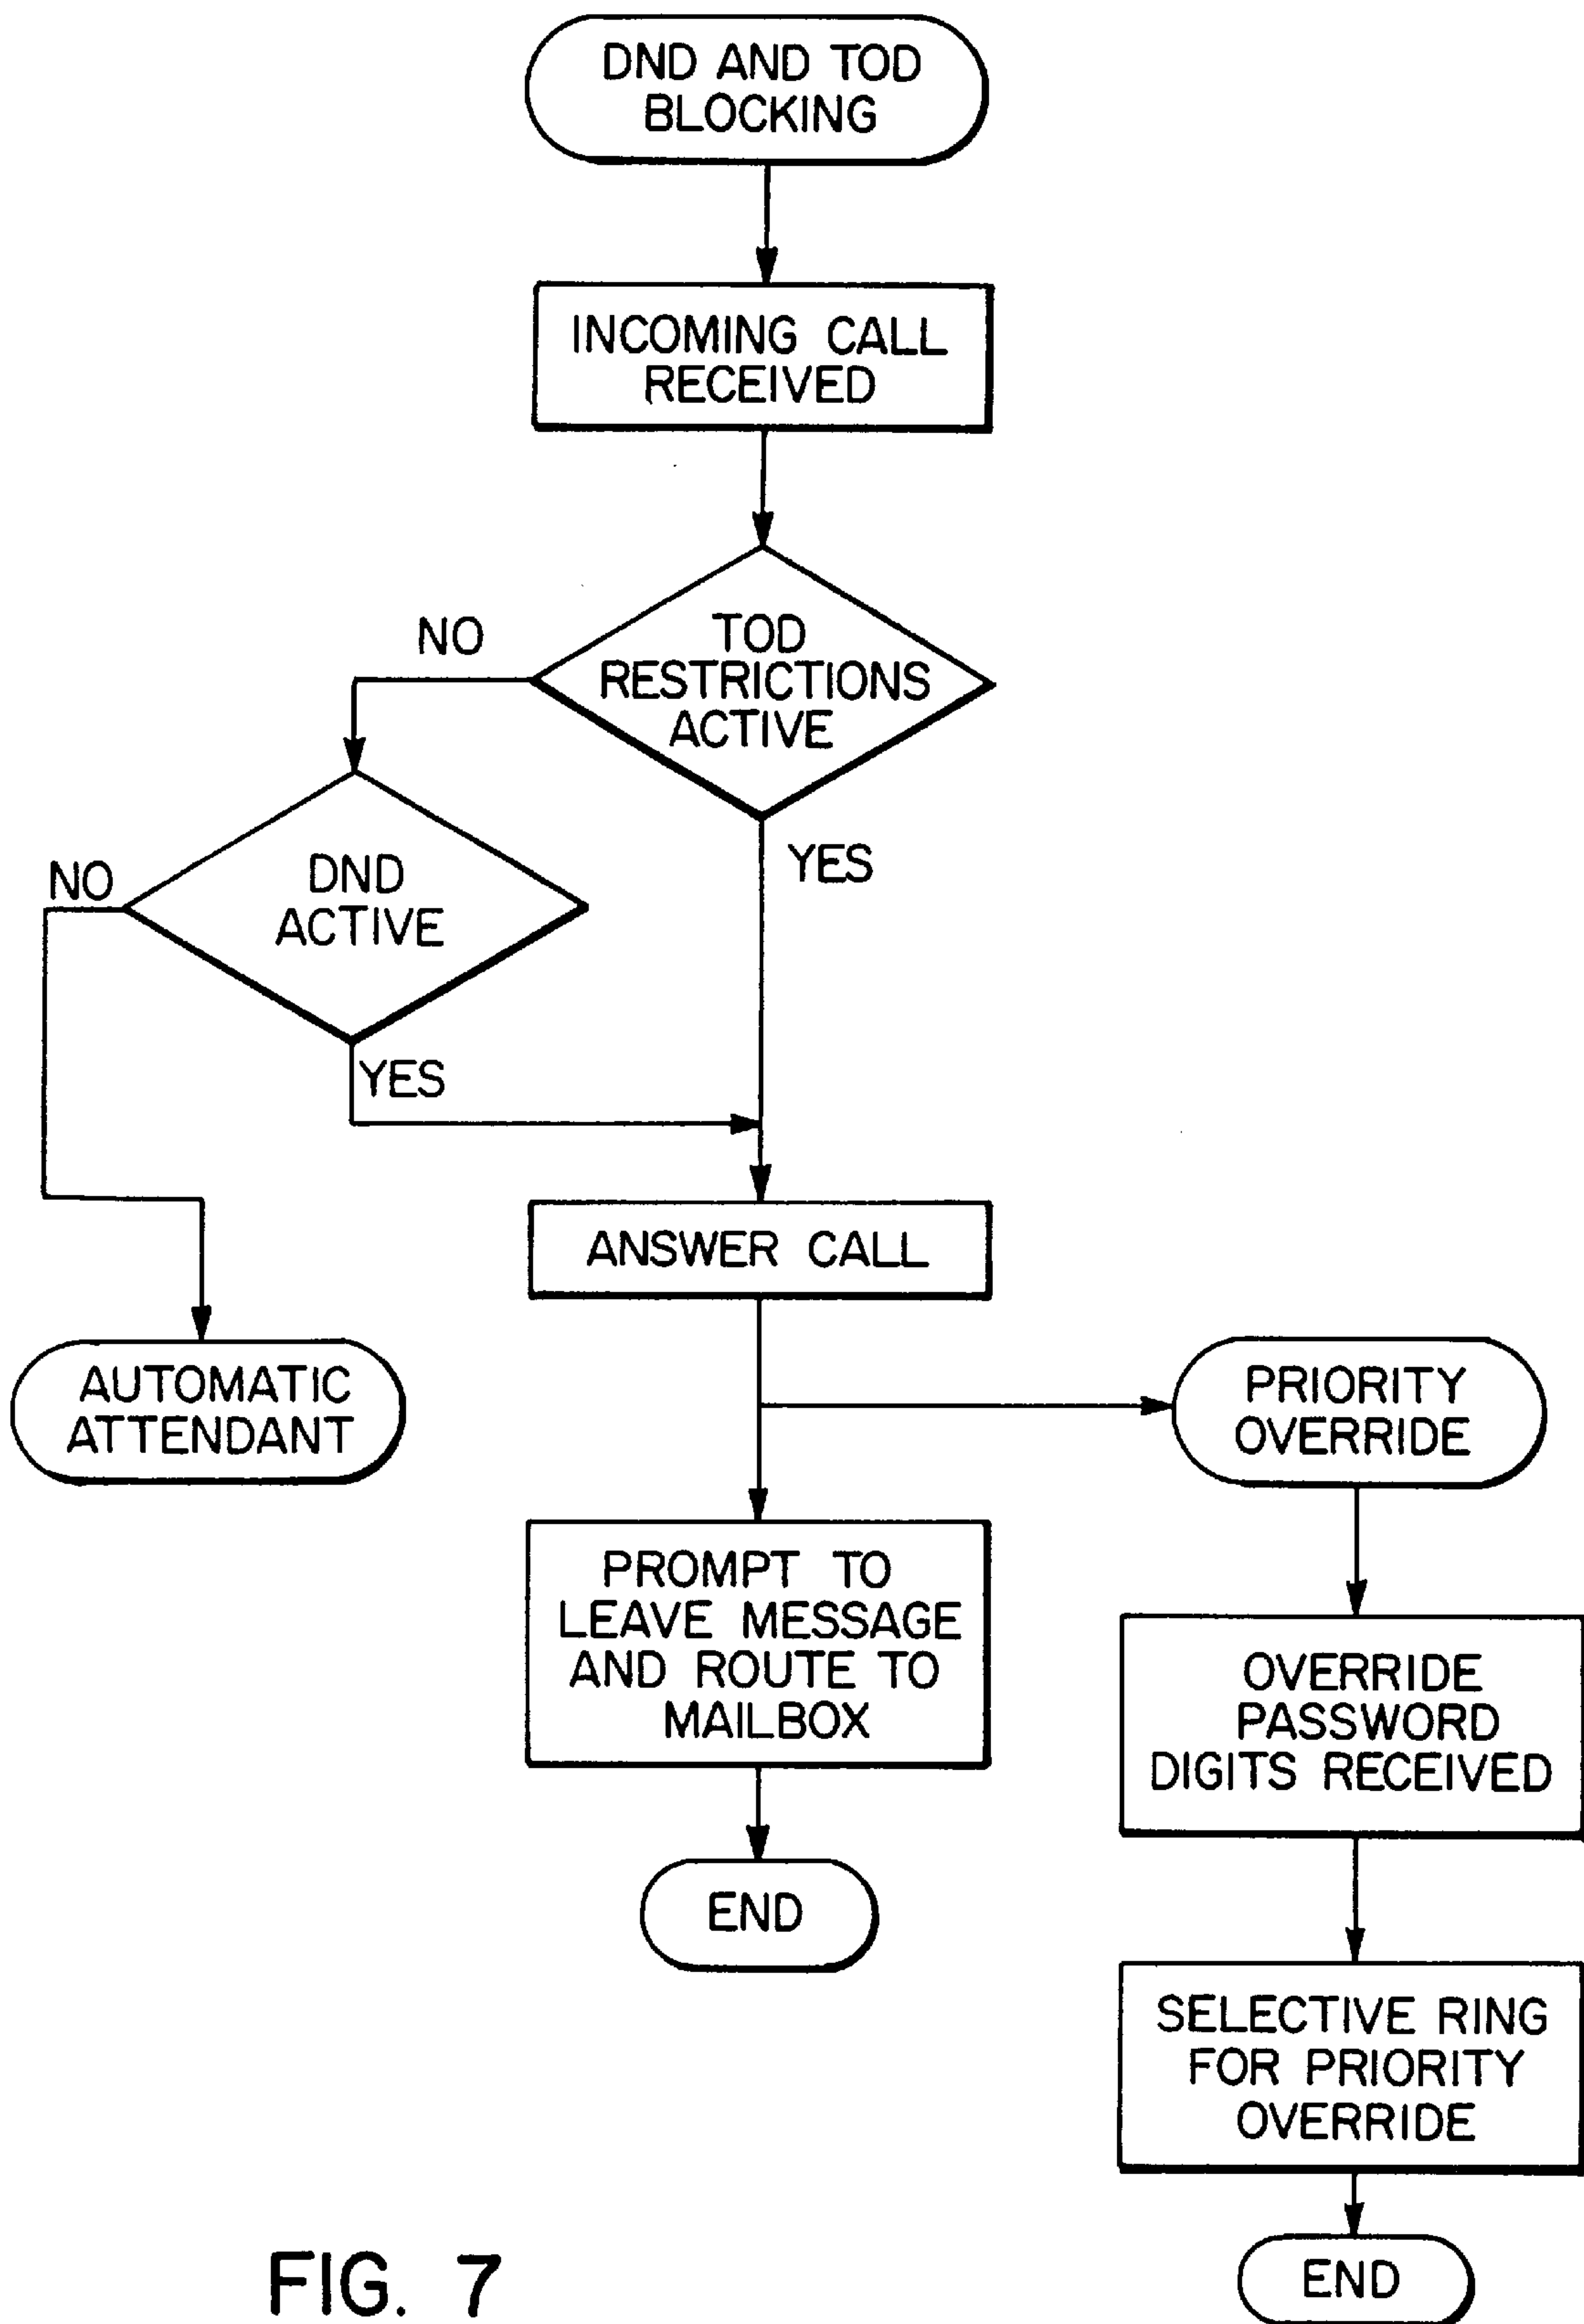 DND AND TOD
BLOCKING
INCOMING CALL
RECEIVED
NO
TOD
RESTRICTIONS
ACTIVE
YES
NO
DND
ACTIVE
YES
ANSWER CALL
AUTOMATIC
ATTENDANT
PRIORITY
OVERRIDE
PROMPT TO
LEAVE MESSAGE
AND ROUTE TO
MAILBOX
END
OVERRIDE
PASSWORD
DIGITS RECEIVED
SELECTIVE RING
FOR PRIORITY
OVERRIDE
END
FIG. 7